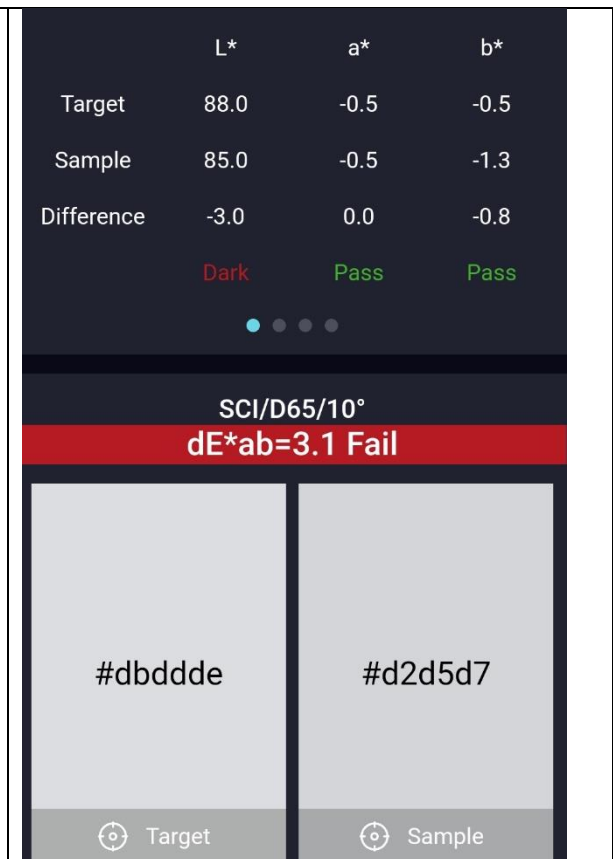 L* a* b*
Target 88.0 -0.5 -0.5
Sample 85.0 -0.5 -1.3
Difference -3.0 0.0 -0.8
Dark Pass Pass
SCI/D65/10°
dE*ab=3.1 Fail
#dbddde #d2d5d7
Target Sample